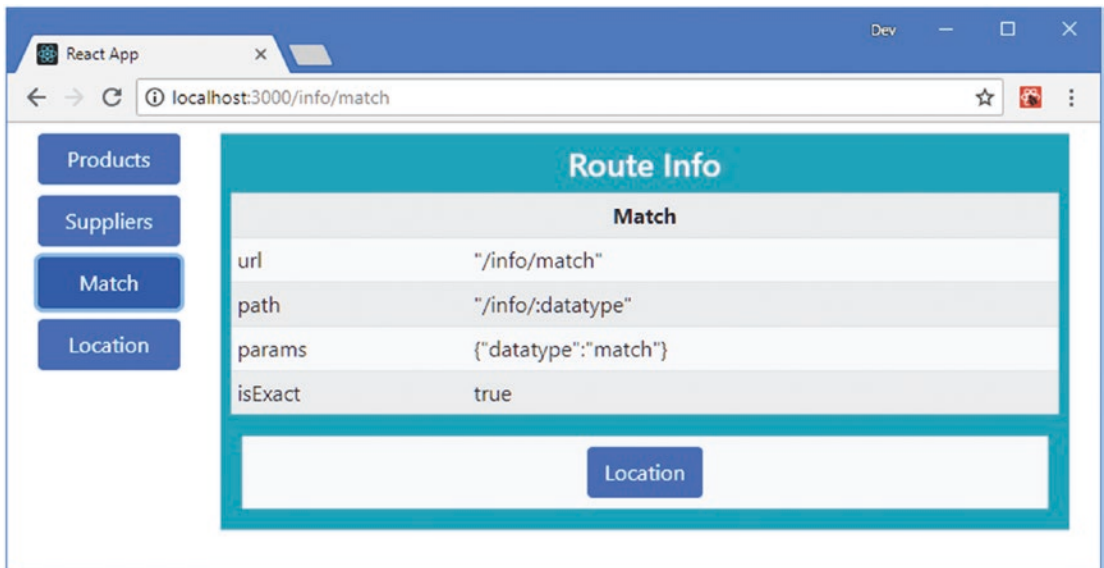 Dev
React App
localhost:3000/info/match
Products
Suppliers
Match
Location
Route Info
Match
url "/info/match"
path "/info/:datatype"
params {"datatype":"match"}
isExact true
Location